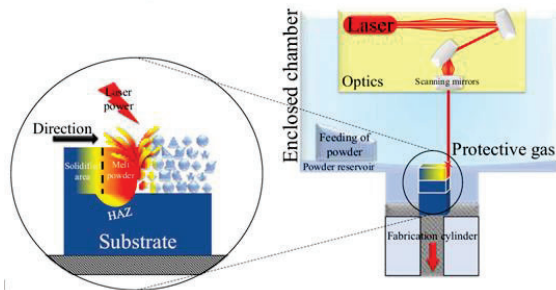 Laser
power
Direction
Solidified
area
Melt
powder
HAZ
Substrate
Enclosed chamber
Laser
Optics
Scanning mirrors
Feeding of
powder
Powder reservoir
Protective gas
Fabrication cylinder